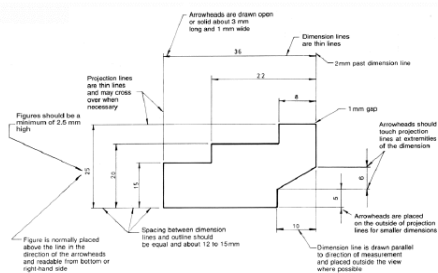 Arrowheads are drawn open
or solid about 3 mm
long and 1 mm wide
Dimension lines
are thin lines
36
2mm past dimension line
22
Projection lines
are thin lines
and may cross
over when
necessary
8
1mm gap
Figures should be a
minimum of 2.5 mm
high
Arrowheads should
touch projection
lines at extremities
of the dimension
25
20
15
6
5
10
Spacing between dimension
lines and outline should
be equal and about 12 to 15mm
Arrowheads are placed
on the outside of projection
lines for smaller dimensions
Figure is normally placed
above the line in the
direction of the arrowheads
and readable from bottom or
right-hand side
Dimension line is drawn parallel
to direction of measurement
and placed outside the view
where possible